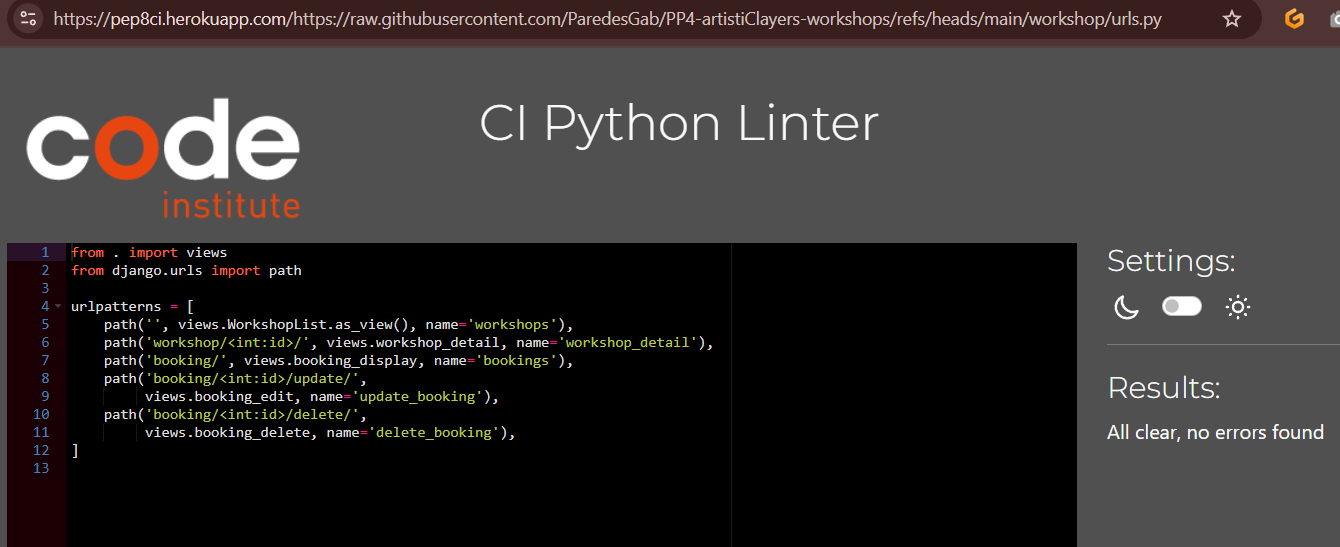 https://pep8ci.herokuapp.com/https://raw.githubusercontent.com/ParedesGab/PP4-artistiClayers-workshops/refs/heads/main/workshop/urls.py
code
institute
CI Python Linter
1 from . import views
2 from django.urls import path
3
4 urlpatterns = [
5     path('', views.WorkshopList.as_view(), name='workshops'),
6     path('workshop/<int:id>/', views.workshop_detail, name='workshop_detail'),
7     path('booking/', views.booking_display, name='bookings'),
8     path('booking/<int:id>/update/',
9          views.booking_edit, name='update_booking'),
10     path('booking/<int:id>/delete/',
11          views.booking_delete, name='delete_booking'),
12 ]
13
Settings:
Results:
All clear, no errors found